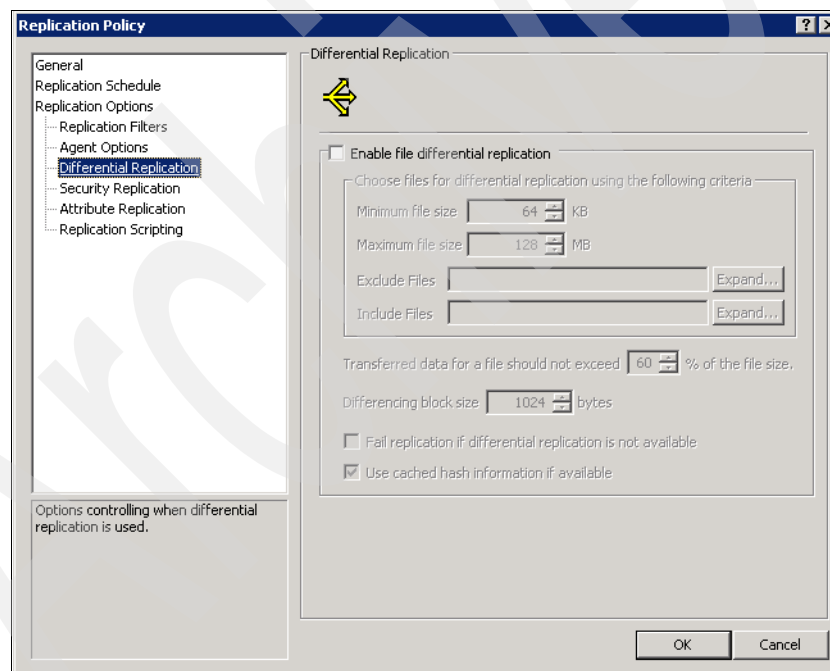 Replication Policy
General
Replication Schedule
Replication Options
Replication Filters
Agent Options
Differential Replication
Security Replication
Attribute Replication
Replication Scripting
Options controlling when differential
replication is used.
Differential Replication
Enable file differential replication
Choose files for differential replication using the following criteria
Minimum file size 64 KB
Maximum file size 128 MB
Exclude Files Expand...
Include Files Expand...
Transferred data for a file should not exceed 60 % of the file size.
Differencing block size 1024 bytes
Fail replication if differential replication is not available
Use cached hash information if available
OK Cancel